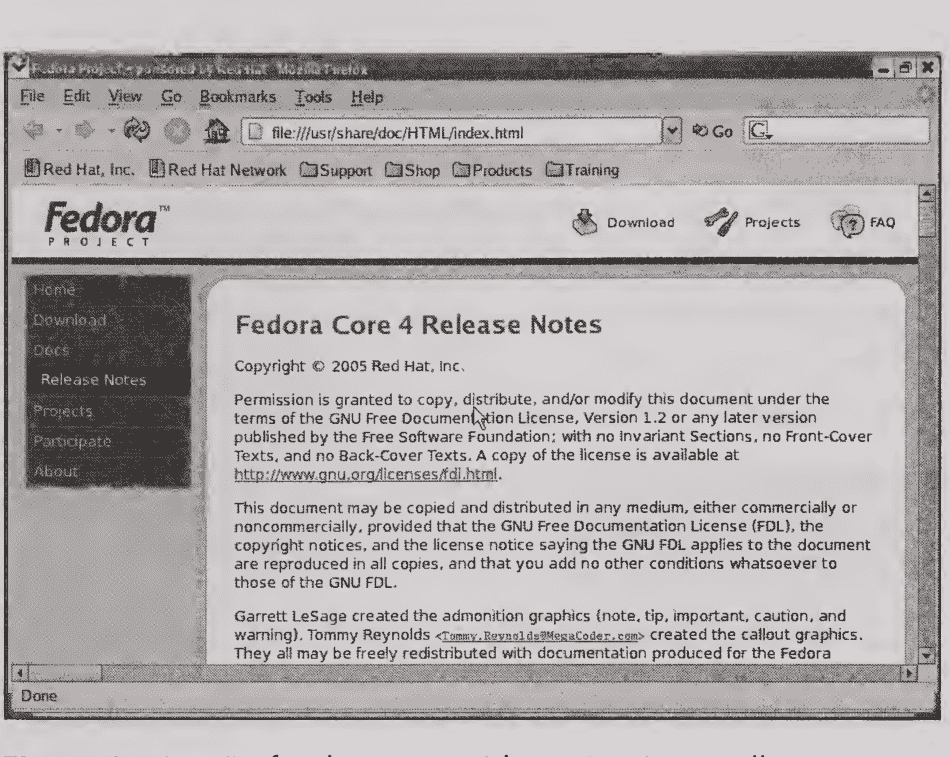 Fedora Project - sponsored by Red Hat - Mozilla Firefox
File Edit View Go Bookmarks Tools Help
file:///usr/share/doc/HTML/index.html Go G
Red Hat, Inc. Red Hat Network Support Shop Products Training
Fedora™
PROJECT
Download Projects FAQ
Home
Download
Docs
Release Notes
Projects
Participate
About
Fedora Core 4 Release Notes
Copyright © 2005 Red Hat, Inc.
Permission is granted to copy, distribute, and/or modify this document under the
terms of the GNU Free Documentation License, Version 1.2 or any later version
published by the Free Software Foundation; with no Invariant Sections, no Front-Cover
Texts, and no Back-Cover Texts. A copy of the license is available at
http://www.gnu.org/licenses/fdl.html.
This document may be copied and distributed in any medium, either commercially or
noncommercially, provided that the GNU Free Documentation License (FDL), the
copyright notices, and the license notice saying the GNU FDL applies to the document
are reproduced in all copies, and that you add no other conditions whatsoever to
those of the GNU FDL.
Garrett LeSage created the admonition graphics (note, tip, important, caution, and
warning). Tommy Reynolds <Tommy.Reynolds@MegaCoder.com> created the callout graphics.
They all may be freely redistributed with documentation produced for the Fedora
Done